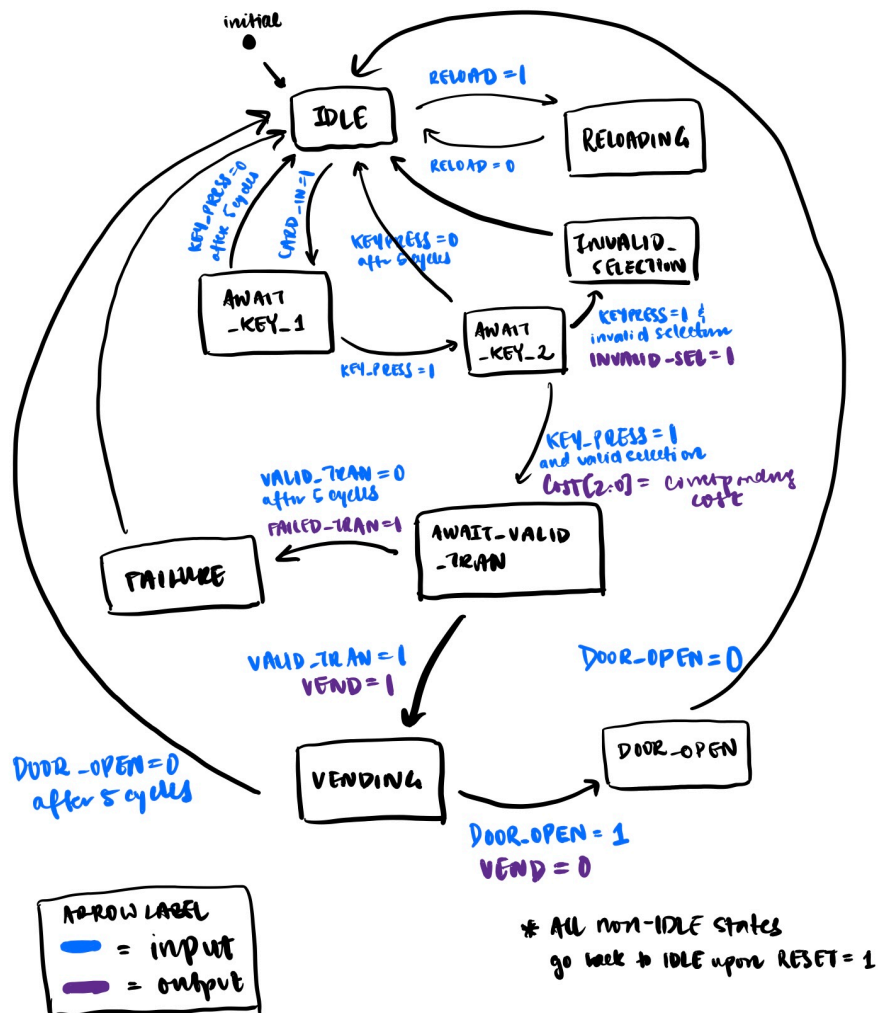 initial
IDLE
RELOAD = 1
RELOAD = 0
RELOADING
KEY_PRESS=0
after 5 cycles
CARD_IN=1
KEYPRESS=0
after 5 cycles
INVALID_
SELECTION
AWAIT
_KEY_1
KEY_PRESS=1
AWAIT
_KEY_2
KEYPRESS=1 &
invalid selection
INVALID_SEL=1
KEY_PRESS=1
and valid selection
COST[2:0] = corresponding
cost
VALID_TRAN=0
after 5 cycles
FAILED_TRAN=1
AWAIT_VALID
_TRAN
FAILURE
VALID_TRAN=1
VEND=1
DOOR_OPEN=0
DOOR_OPEN=0
after 5 cycles
VENDING
DOOR_OPEN
DOOR_OPEN = 1
VEND = 0
ARROW LABEL
= input
= output
* All non-IDLE states
go back to IDLE upon RESET = 1